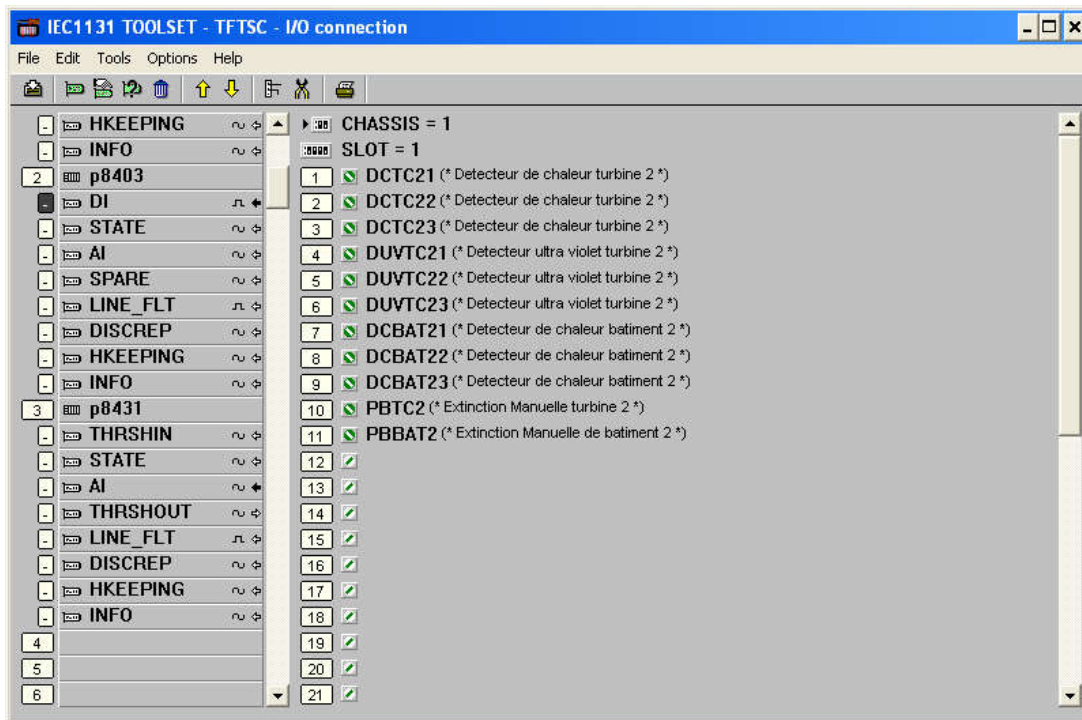 IEC1131 TOOLSET - TFTSC - I/O connection
File Edit Tools Options Help
- HKEEPING
- INFO
2 p8403
- DI
- STATE
- AI
- SPARE
- LINE_FLT
- DISCREP
- HKEEPING
- INFO
3 p8431
- THRSHIN
- STATE
- AI
- THRSHOUT
- LINE_FLT
- DISCREP
- HKEEPING
- INFO
4
5
6
CHASSIS = 1
SLOT = 1
1 DCTC21 (* Detecteur de chaleur turbine 2 *)
2 DCTC22 (* Detecteur de chaleur turbine 2 *)
3 DCTC23 (* Detecteur de chaleur turbine 2 *)
4 DUVTC21 (* Detecteur ultra violet turbine 2 *)
5 DUVTC22 (* Detecteur ultra violet turbine 2 *)
6 DUVTC23 (* Detecteur ultra violet turbine 2 *)
7 DCBAT21 (* Detecteur de chaleur batiment 2 *)
8 DCBAT22 (* Detecteur de chaleur batiment 2 *)
9 DCBAT23 (* Detecteur de chaleur batiment 2 *)
10 PBTC2 (* Extinction Manuelle turbine 2 *)
11 PBBAT2 (* Extinction Manuelle de batiment 2 *)
12
13
14
15
16
17
18
19
20
21